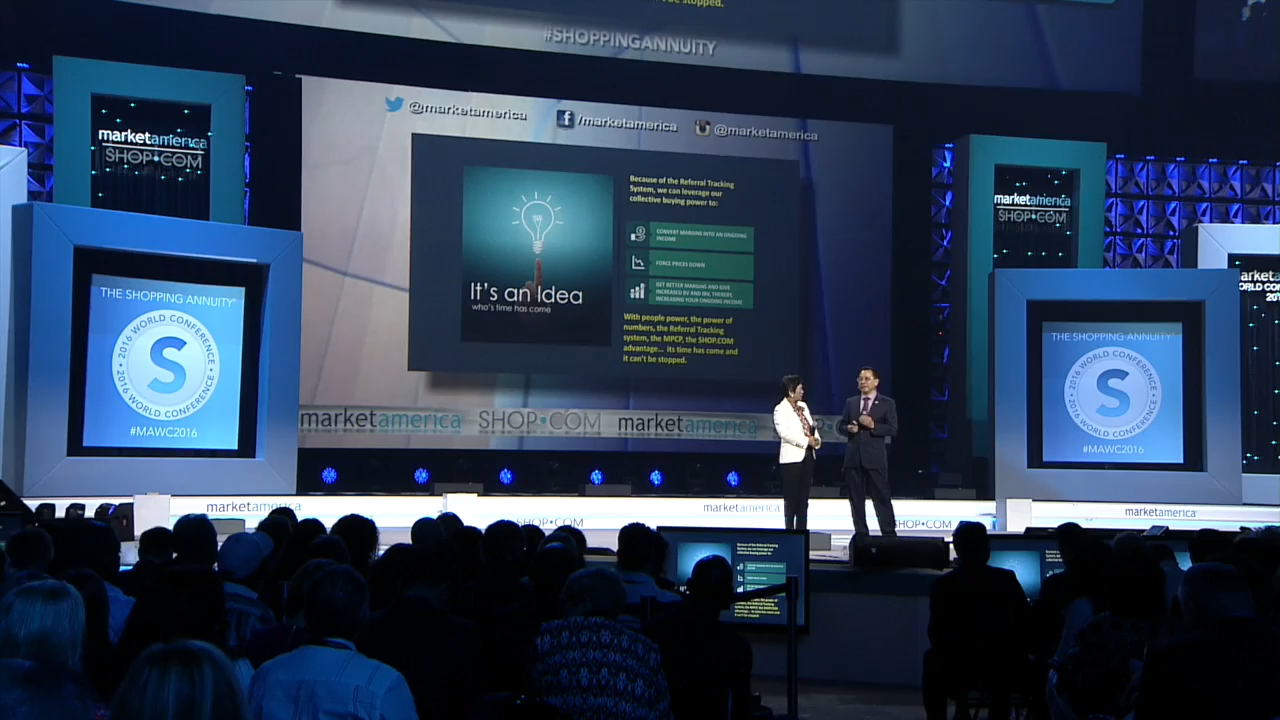 t be stopped.
#SHOPPINGANNUITY
@marketamerica
/marketamerica
@marketamerica
marketamerica
SHOP•COM
Because of the Referral Tracking
System, we can leverage our
collective buying power to:
CONVERT MARGINS INTO AN ONGOING
INCOME
FORCE PRICES DOWN
GET BETTER MARGINS AND GIVE
INCREASED BV AND IBV, THEREBY,
INCREASING YOUR ONGOING INCOME
It's an Idea
who's time has come
With people power, the power of
numbers, the Referral Tracking
system, the MPCP, the SHOP.COM
advantage... its time has come and
it can't be stopped.
marketamerica
SHOP•COM
THE SHOPPING ANNUITY
2016 WORLD CONFERENCE
2016 WORLD CONFERENCE
S
#MAWC2016
THE SHOPPING ANNUITY
2016 WORLD CONFERENCE
2016 WORLD CONFERENCE
S
#MAWC2016
marketamerica SHOP•COM marketamerica
marketamerica
SHOP•COM
marketamerica
SHOP•COM
marketamerica